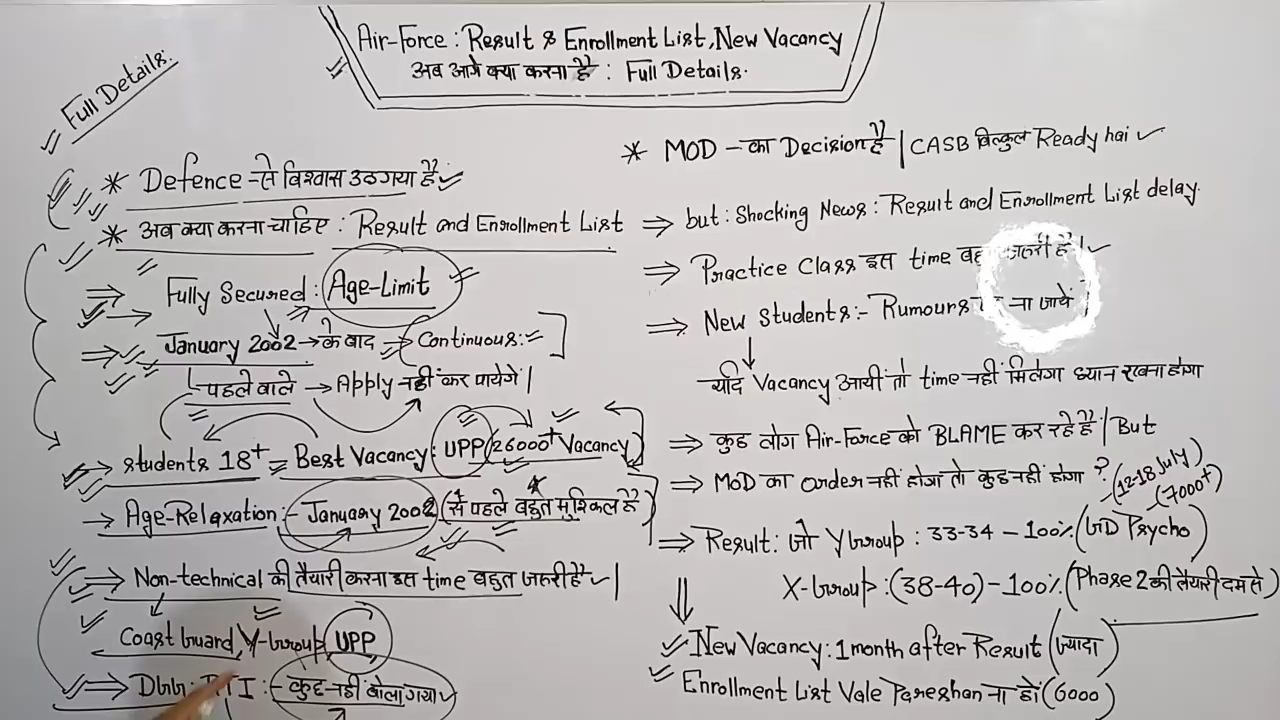 Air-Force : Result & Enrollment List, New Vacancy
अब आगे क्या करना है : Full Details.
Full Details:
* Defence से विश्वास उठ गया है
* अब क्या करना चाहिए : Result and Enrollment List
⇒ Fully Secured : Age-Limit
⇒ January 2002 → के बाद → Continuous:-
पहले वाले → Apply नहीं कर पायेगें |
→ Students 18+ = Best Vacancy: UPP (26000+ Vacancy)
→ Age-Relaxation:- January 2002 (से पहले बहुत मुश्किल है)
⇒ Non-technical की तैयारी करना इस time बहुत जरुरी है |
Coast Guard, Y-Group, UPP
⇒ :- कुछ नहीं बोला गया
* MOD - का Decision है | CASB बिल्कुल Ready hai
⇒ but : Shocking News : Result and Enrollment List delay.
⇒ Practice Class इस time जरुरी है |
⇒ New Students:- Rumours ना जाये |
यदि Vacancy आयी तो time नहीं मिलेगा ध्यान रखना होगा
⇒ कुछ लोग Air-Force को BLAME कर रहे है | But
⇒ MoD का order नहीं होगा तो कुछ नहीं होगा ?
(12-18 July)
(7000+)
⇒ Result: जो Y Group : 33-34 - 100% (GD Psycho)
X-Group : (38-40) - 100% (Phase 2 की तैयारी दम से)
New Vacancy: 1 month after Result (ज्यादा)
Enrollment List Vale Pareshan ना हों (6000)